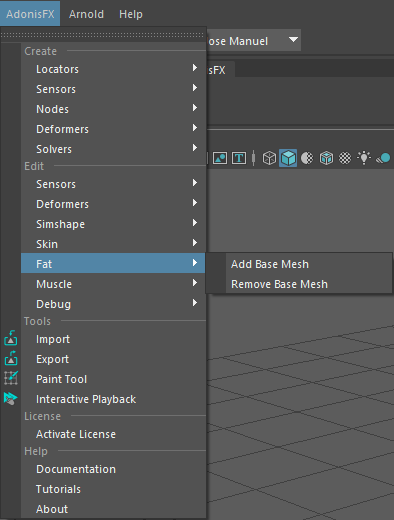 AdonisFX Arnold Help
ose Manuel
sFX
Create
Locators
Sensors
Nodes
Deformers
Solvers
Edit
Sensors
Deformers
Simshape
Skin
Fat
Add Base Mesh
Remove Base Mesh
Muscle
Debug
Tools
Import
Export
Paint Tool
Interactive Playback
License
Activate License
Help
Documentation
Tutorials
About